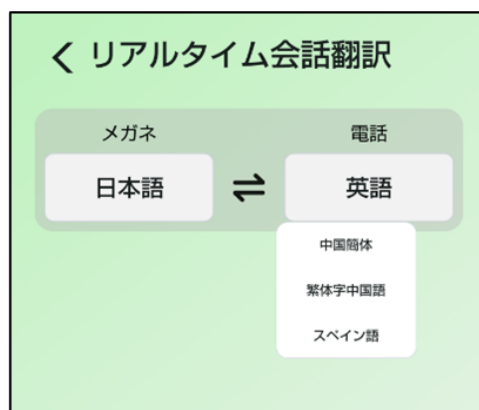 リアルタイム会話翻訳
メガネ
電話
日本語
英語
中国簡体
繁体字中国語
スペイン語